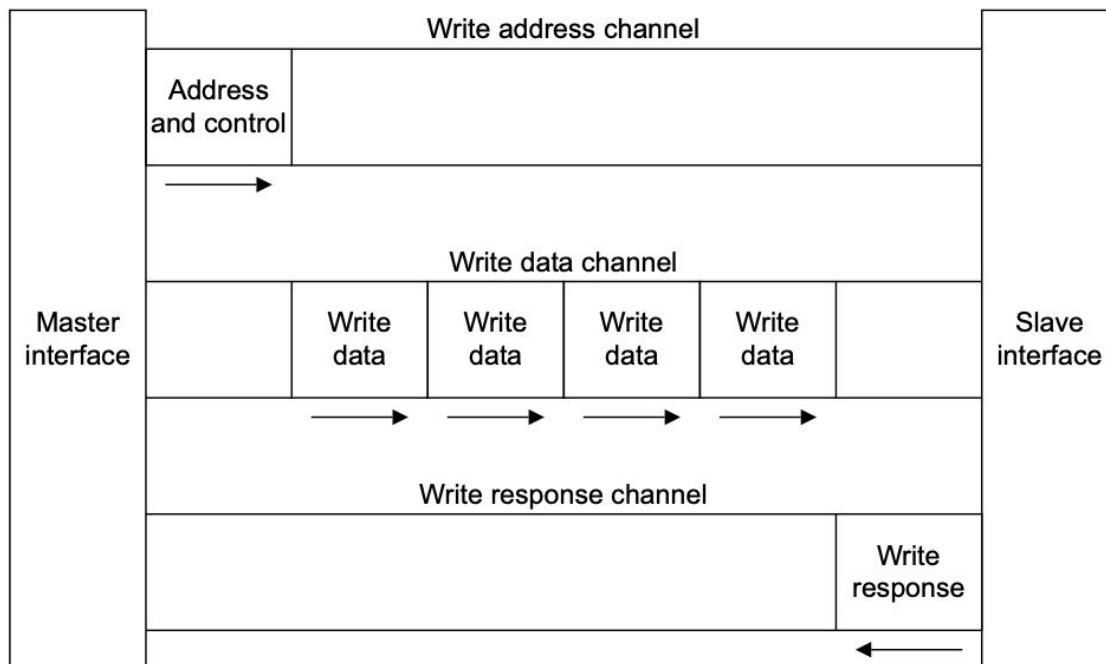 Write address channel
Address
and control
Write data channel
Master
interface
Write
data
Write
data
Write
data
Write
data
Slave
interface
Write response channel
Write
response